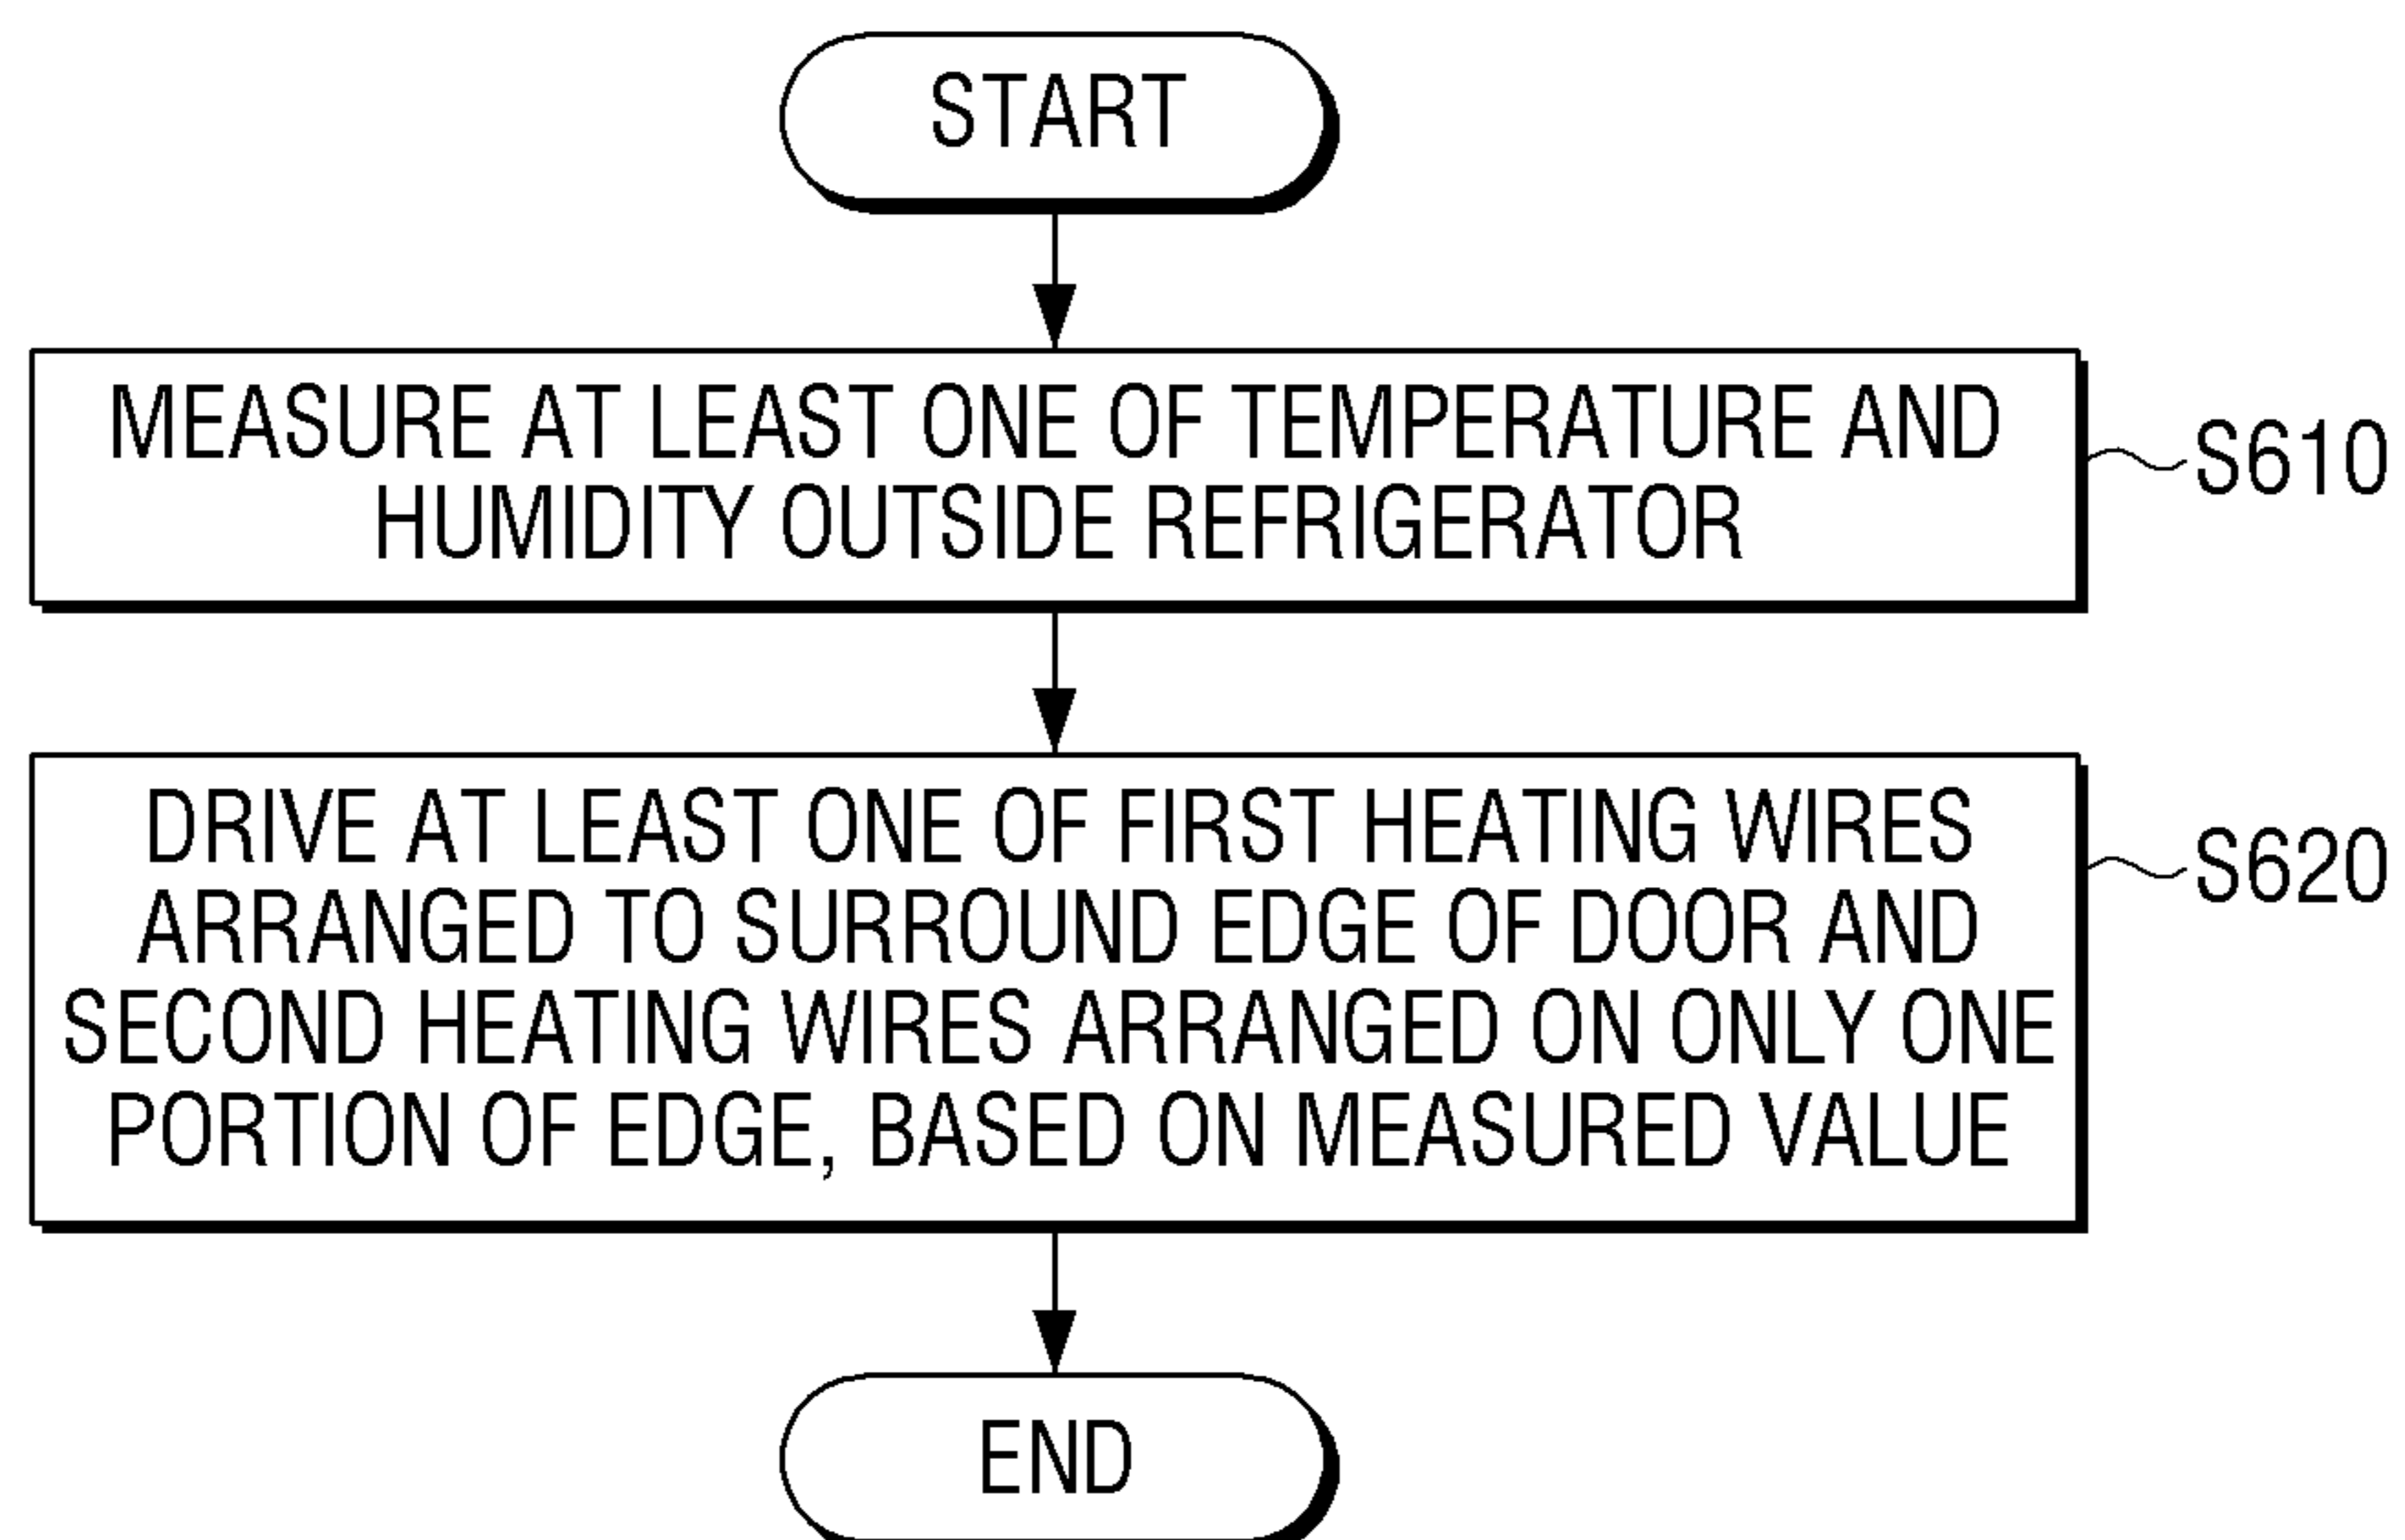 START
MEASURE AT LEAST ONE OF TEMPERATURE AND
HUMIDITY OUTSIDE REFRIGERATOR
S610
DRIVE AT LEAST ONE OF FIRST HEATING WIRES
ARRANGED TO SURROUND EDGE OF DOOR AND
SECOND HEATING WIRES ARRANGED ON ONLY ONE
PORTION OF EDGE, BASED ON MEASURED VALUE
S620
END